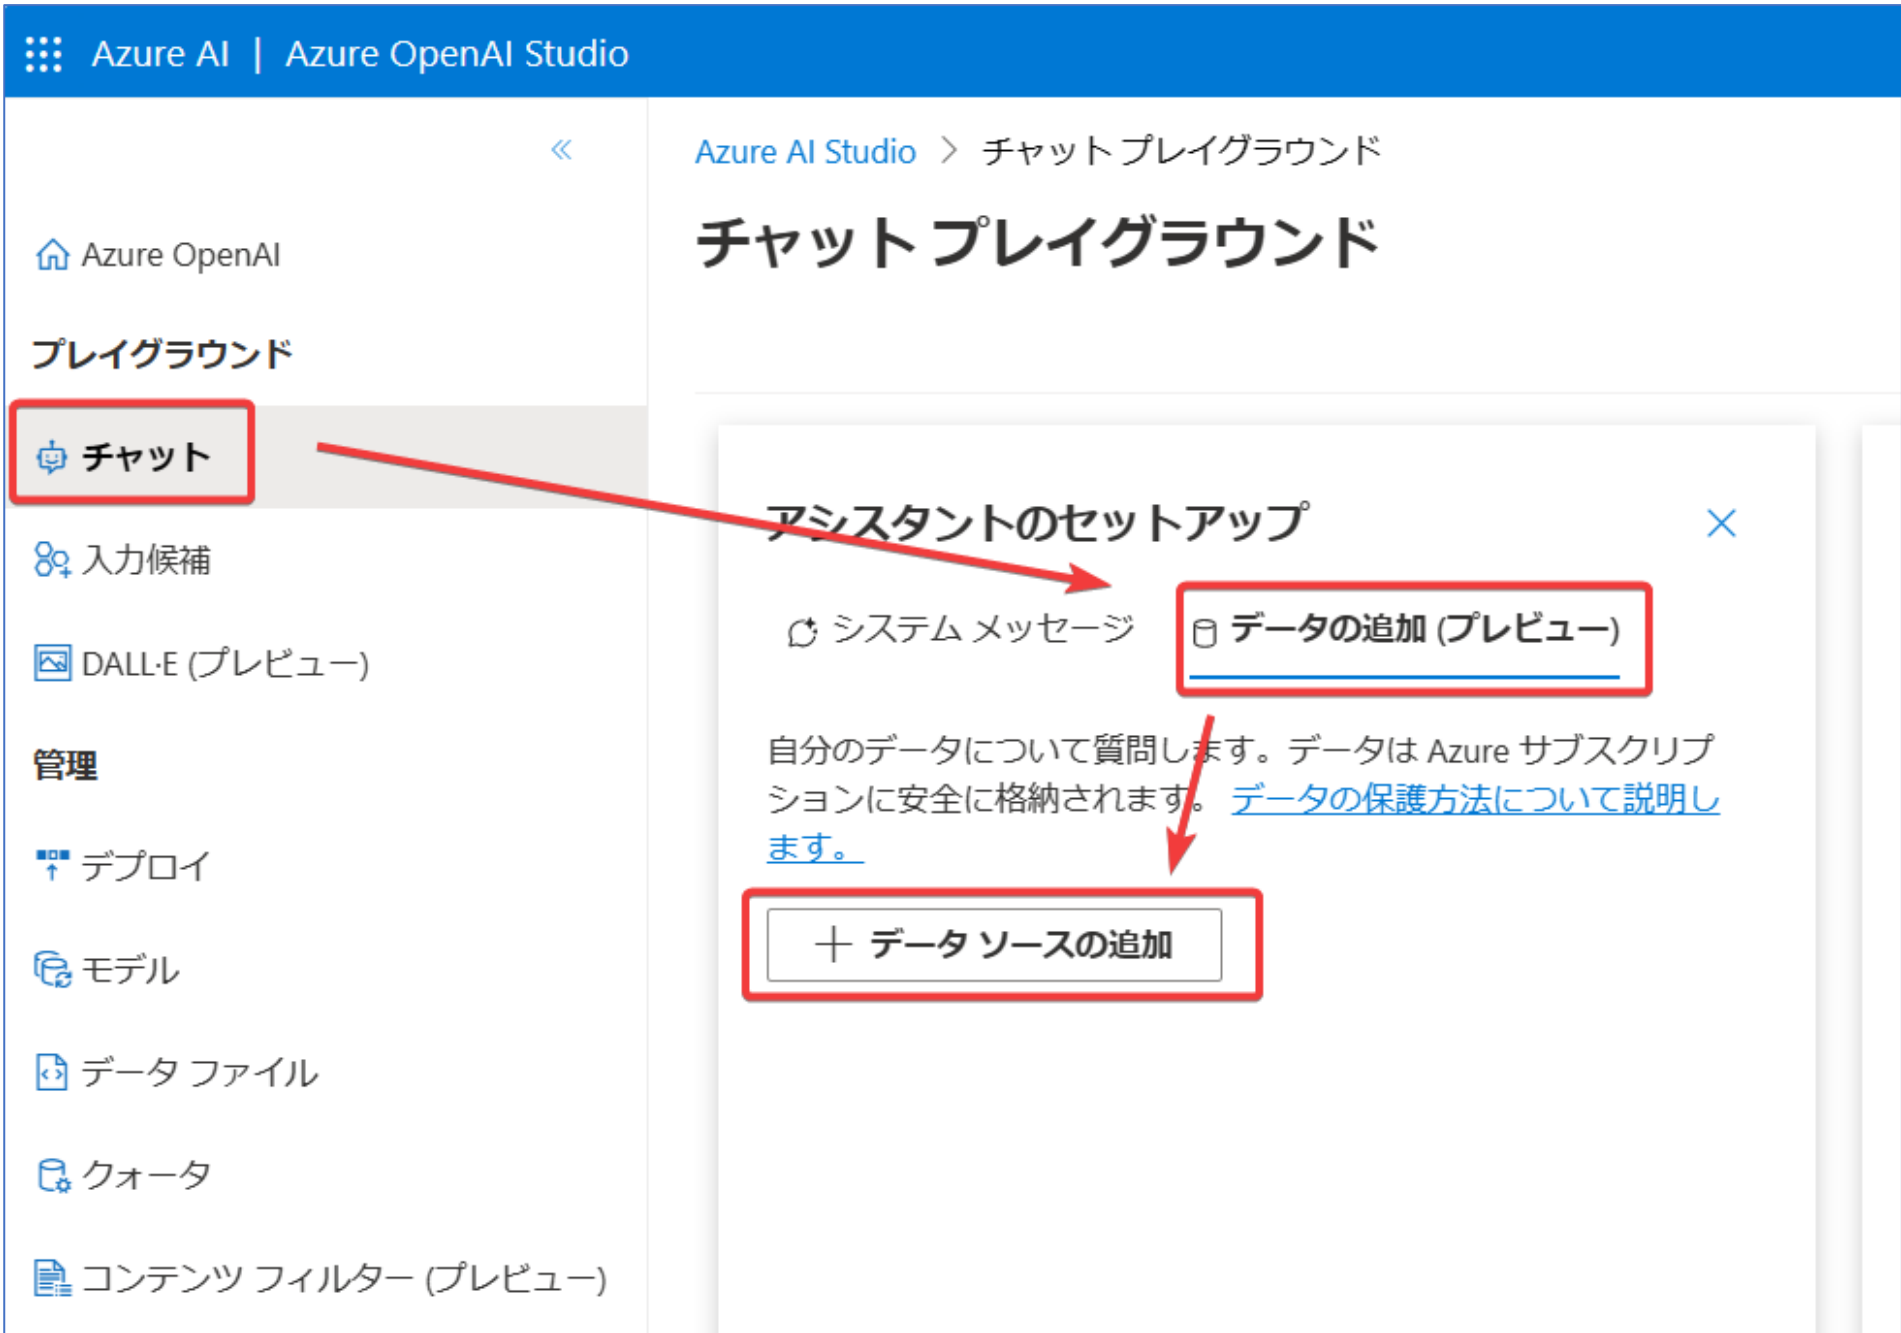 Azure AI | Azure OpenAI Studio
Azure OpenAI
プレイグラウンド
チャット
入力候補
DALL·E (プレビュー)
管理
デプロイ
モデル
データ ファイル
クォータ
コンテンツ フィルター (プレビュー)
Azure AI Studio > チャット プレイグラウンド
チャット プレイグラウンド
アシスタントのセットアップ
システム メッセージ
データの追加 (プレビュー)
自分のデータについて質問します。データは Azure サブスクリプ
ションに安全に格納されます。 データの保護方法について説明し
ます。
データ ソースの追加